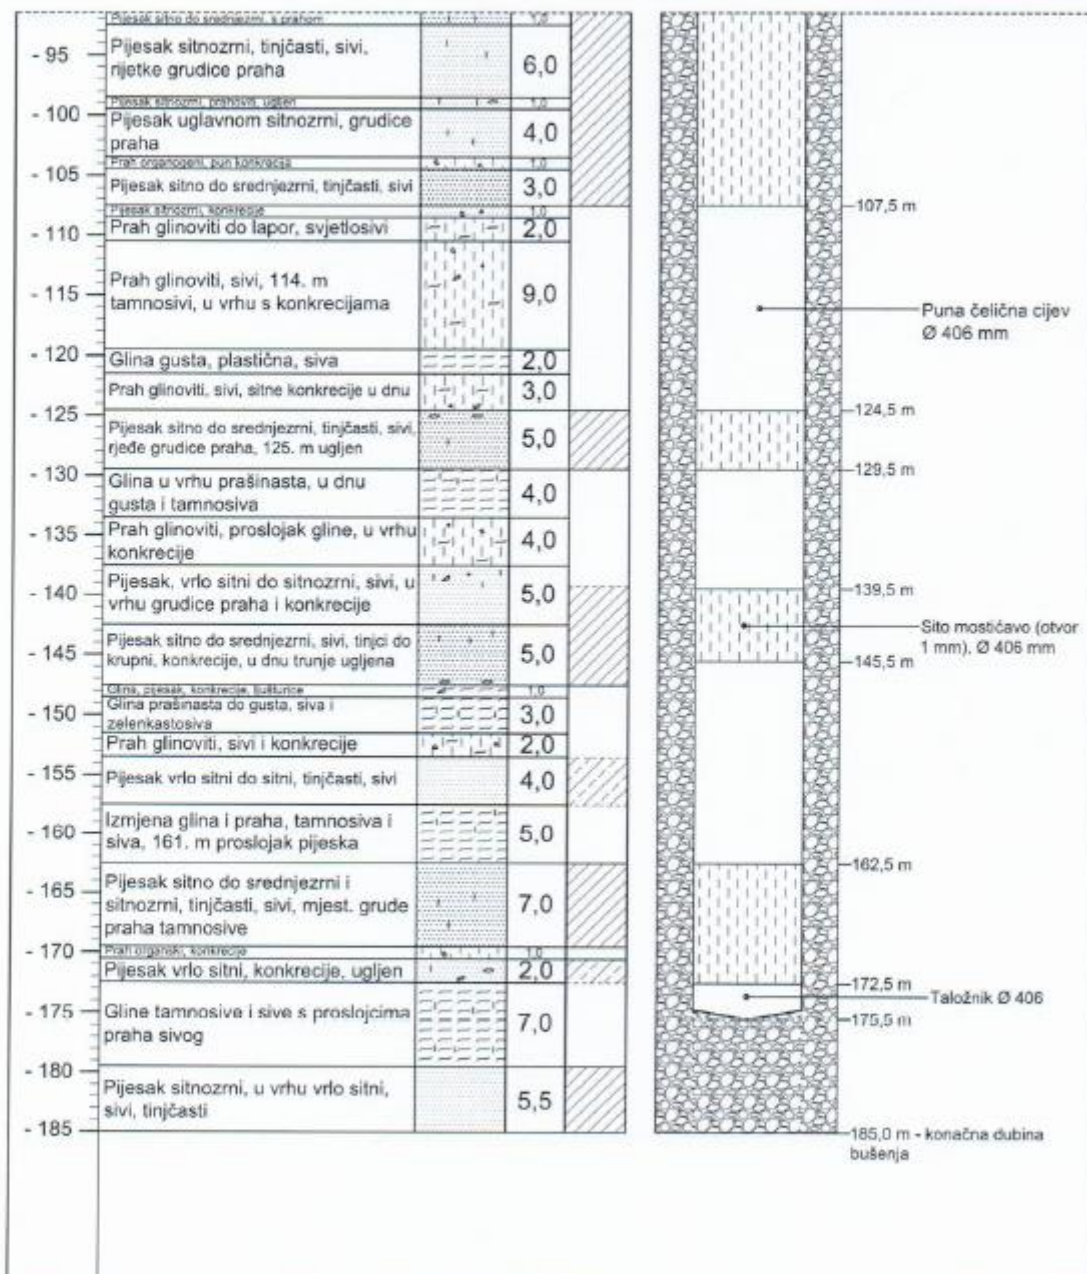 Pijesak sitno do srednjezrni, s prahom
1,0
- 95
Pijesak sitnozrni, tinjčasti, sivi,
rijetke grudice praha
6,0
Pijesak sitnozrni, prahoviti, ugljen
1,0
- 100
Pijesak uglavnom sitnozrni, grudice
praha
4,0
Prah organogeni, pun konkrecija
1,0
- 105
Pijesak sitno do srednjezrni, tinjčasti, sivi
3,0
107,5 m
Pijesak sitnozrni, konkrecije
1,0
- 110
Prah glinoviti do lapor, svjetlosivi
2,0
Prah glinoviti, sivi, 114. m
tamnosivi, u vrhu s konkrecijama
9,0
- 115
Puna čelična cijev
Ø 406 mm
- 120
Glina gusta, plastična, siva
2,0
Prah glinoviti, sivi, sitne konkrecije u dnu
3,0
- 125
124,5 m
Pijesak sitno do srednjezrni, tinjčasti, sivi,
rjeđe grudice praha, 125. m ugljen
5,0
- 130
129,5 m
Glina u vrhu prašinasta, u dnu
gusta i tamnosiva
4,0
- 135
Prah glinoviti, proslojak gline, u vrhu
konkrecije
4,0
- 140
139,5 m
Pijesak, vrlo sitni do sitnozrni, sivi, u
vrhu grudice praha i konkrecije
5,0
Sito mostićavo (otvor
1 mm), Ø 406 mm
- 145
145,5 m
Pijesak sitno do srednjezrni, sivi, tinjci do
krupni, konkrecije, u dnu trunje ugljena
5,0
Glina, pijesak, konkrecije, ljušturice
1,0
- 150
Glina prašinasta do gusta, siva i
zelenkastosiva
3,0
Prah glinoviti, sivi i konkrecije
2,0
- 155
Pijesak vrlo sitni do sitni, tinjčasti, sivi
4,0
- 160
Izmjena glina i praha, tamnosiva i
siva, 161. m proslojak pijeska
5,0
162,5 m
- 165
Pijesak sitno do srednjezrni i
sitnozrni, tinjčasti, sivi, mjest. grude
praha tamnosive
7,0
- 170
Prah organski, konkrecije
1,0
Pijesak vrlo sitni, konkrecije, ugljen
2,0
172,5 m
Taložnik Ø 406
- 175
175,5 m
Gline tamnosive i sive s proslojcima
praha sivog
7,0
- 180
Pijesak sitnozrni, u vrhu vrlo sitni,
sivi, tinjčasti
5,5
- 185
185,0 m - konačna dubina
bušenja